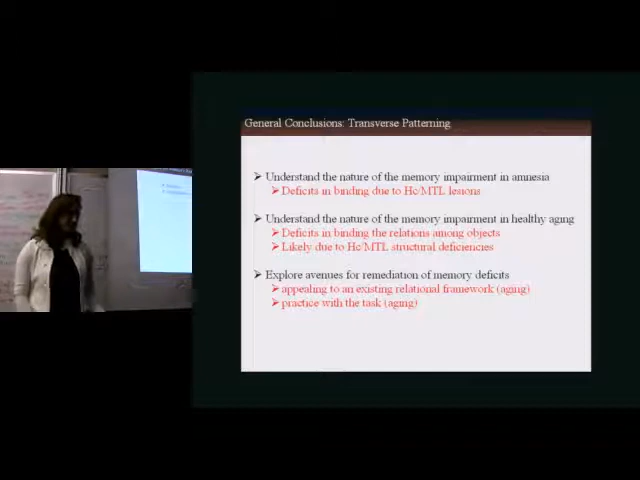 General Conclusions: Transverse Patterning
➢ Understand the nature of the memory impairment in amnesia
➢ Deficits in binding due to Hc/MTL lesions
➢ Understand the nature of the memory impairment in healthy aging
➢ Deficits in binding the relations among objects
➢ Likely due to Hc/MTL structural deficiencies
➢ Explore avenues for remediation of memory deficits
➢ appealing to an existing relational framework (aging)
➢ practice with the task (aging)